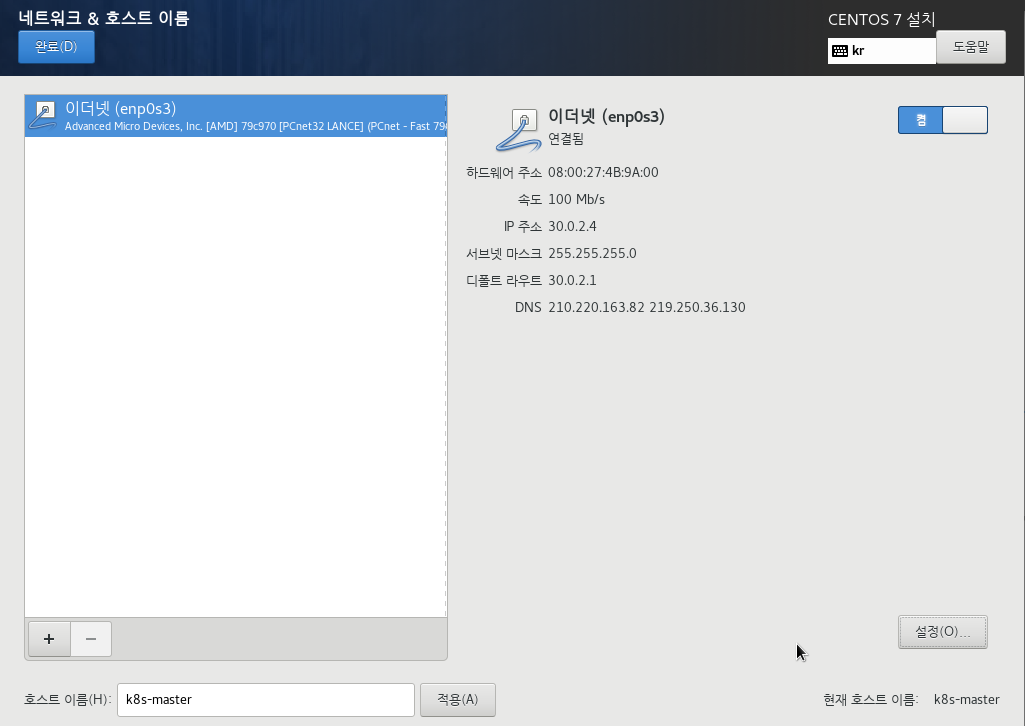 네트워크 & 호스트 이름
완료(D)
CENTOS 7 설치
kr
도움말
이더넷 (enp0s3)
Advanced Micro Devices, Inc. [AMD] 79c970 [PCnet32 LANCE] (PCnet - Fast 79
이더넷 (enp0s3)
연결됨
켬
하드웨어 주소 08:00:27:4B:9A:00
속도 100 Mb/s
IP 주소 30.0.2.4
서브넷 마스크 255.255.255.0
디폴트 라우트 30.0.2.1
DNS 210.220.163.82 219.250.36.130
+ −
설정(O)...
호스트 이름(H): k8s-master 적용(A) 현재 호스트 이름: k8s-master